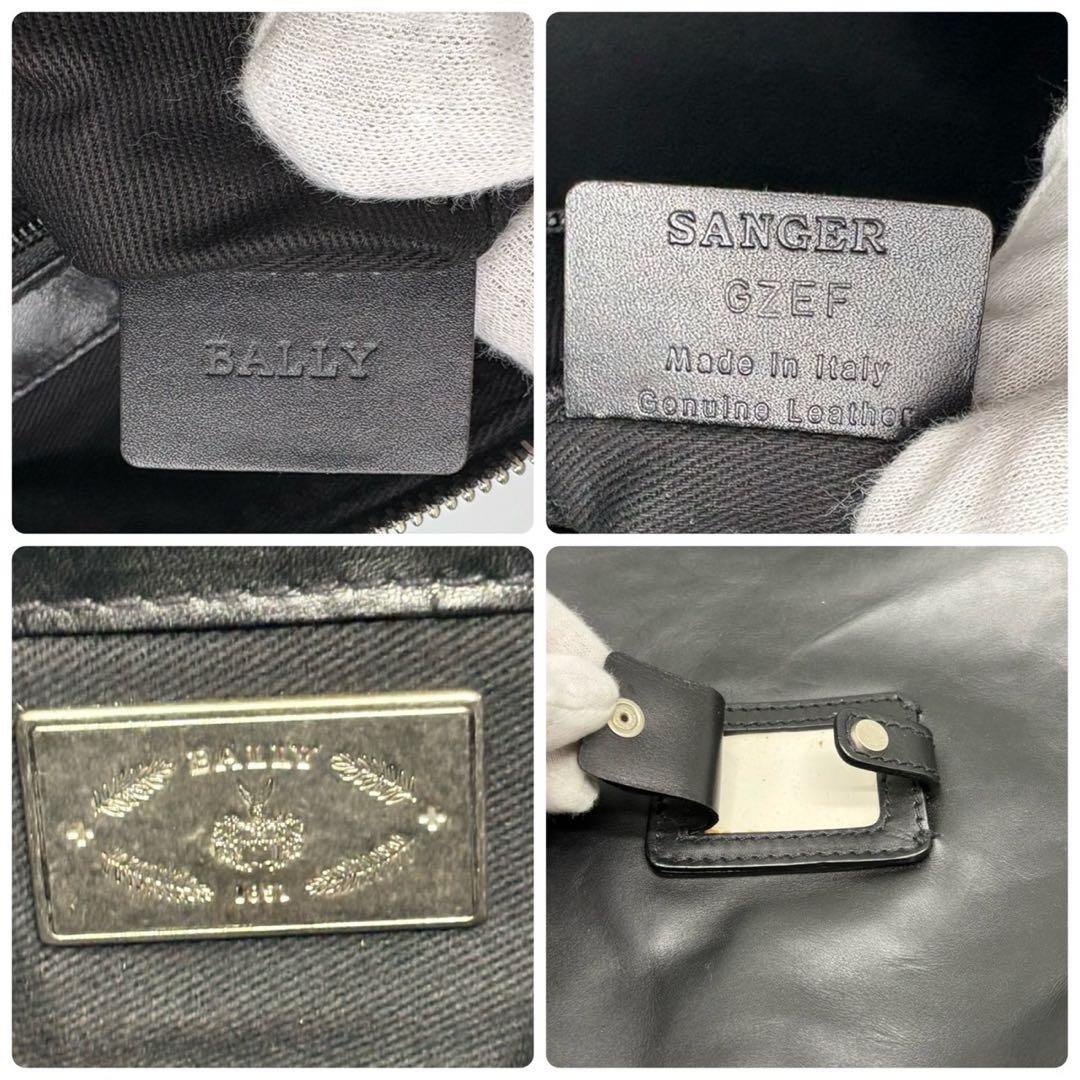 BALLY
SANGER
GZEF
Made In Italy
Genuine Leather
BALLY
1851